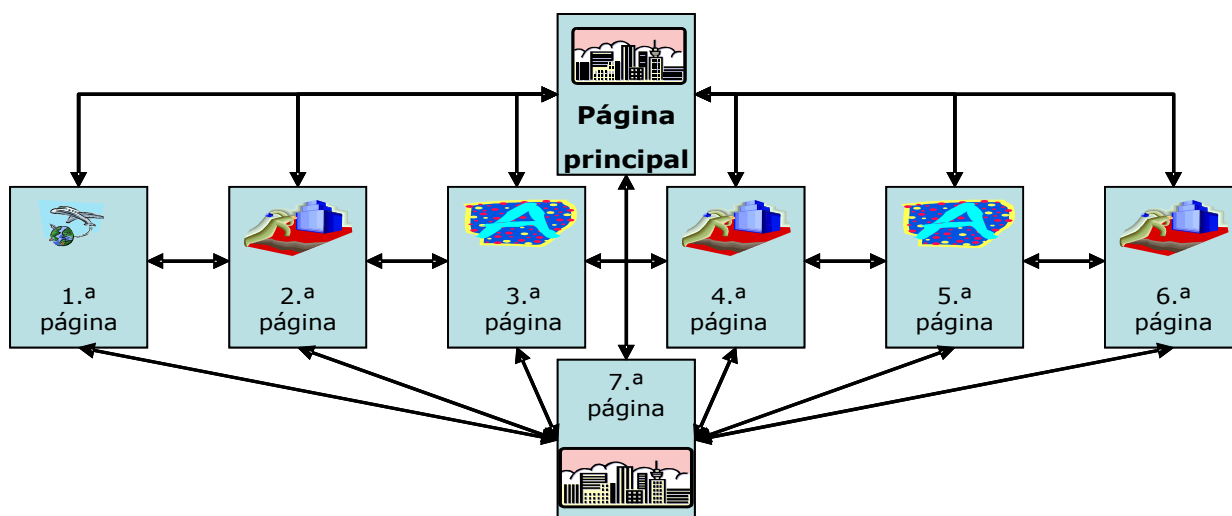 Página
principal
1.ª
página
2.ª
página
3.ª
página
4.ª
página
5.ª
página
6.ª
página
7.ª
página